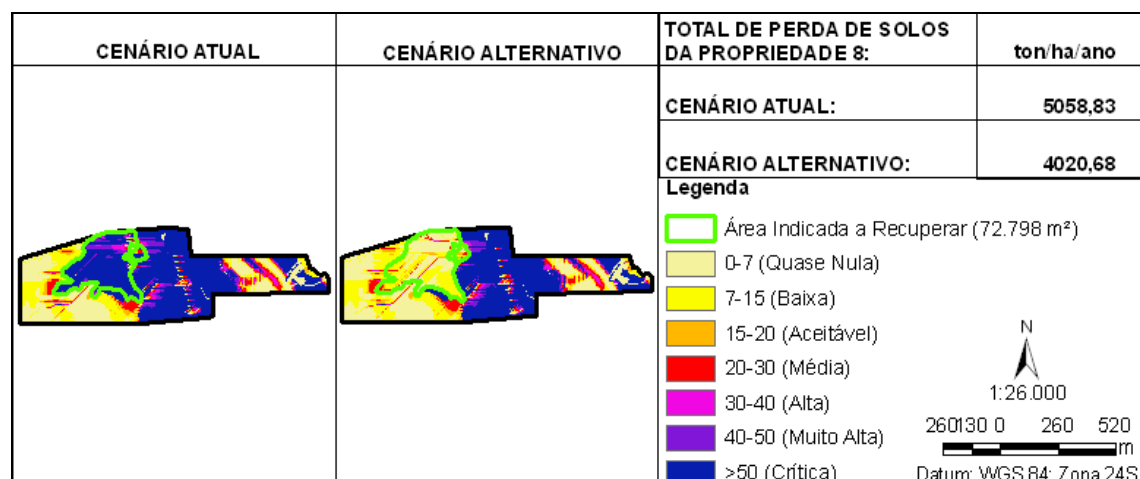 CENÁRIO ATUAL
CENÁRIO ALTERNATIVO
TOTAL DE PERDA DE SOLOS
DA PROPRIEDADE 8:
ton/ha/ano
CENÁRIO ATUAL:
5058,83
CENÁRIO ALTERNATIVO:
4020,68
Legenda
Área Indicada a Recuperar (72.798 m²)
0-7 (Quase Nula)
7-15 (Baixa)
15-20 (Aceitável)
20-30 (Média)
30-40 (Alta)
40-50 (Muito Alta)
>50 (Crítica)
N
1:26.000
260130 0 260 520
m
Datum: WGS 84; Zona 24S